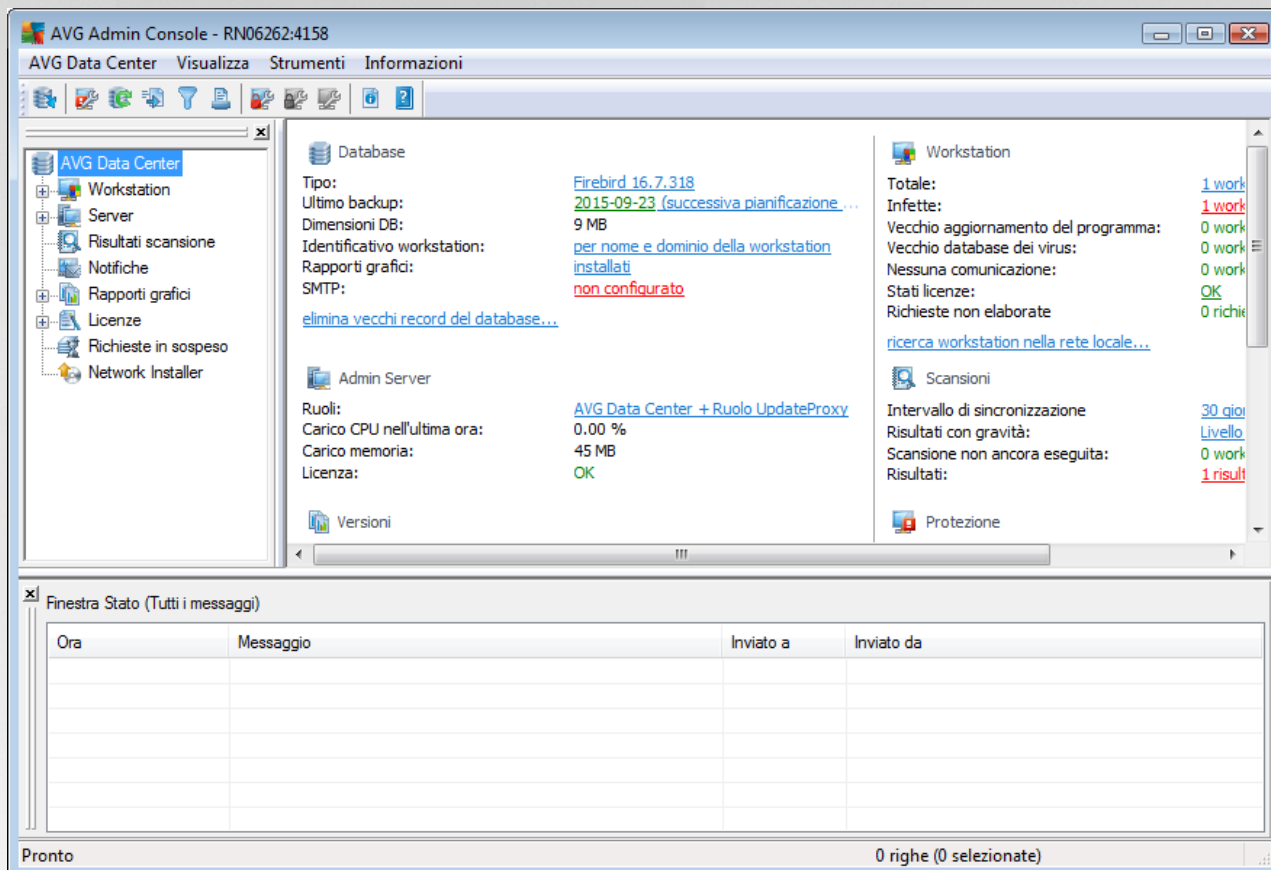 AVG Admin Console - RN06262:4158
AVG Data Center Visualizza Strumenti Informazioni
AVG Data Center
Workstation
Server
Risultati scansione
Notifiche
Rapporti grafici
Licenze
Richieste in sospeso
Network Installer
Database
Tipo: Firebird 16.7.318
Ultimo backup: 2015-09-23 (successiva pianificazione ...
Dimensioni DB: 9 MB
Identificativo workstation: per nome e dominio della workstation
Rapporti grafici: installati
SMTP: non configurato
elimina vecchi record del database...
Admin Server
Ruoli: AVG Data Center + Ruolo UpdateProxy
Carico CPU nell'ultima ora: 0.00 %
Carico memoria: 45 MB
Licenza: OK
Versioni
Workstation
Totale: 1 work
Infette: 1 work
Vecchio aggiornamento del programma: 0 work
Vecchio database dei virus: 0 work
Nessuna comunicazione: 0 work
Stati licenze: OK
Richieste non elaborate 0 richie
ricerca workstation nella rete locale...
Scansioni
Intervallo di sincronizzazione 30 gior
Risultati con gravità: Livello
Scansione non ancora eseguita: 0 work
Risultati: 1 risult
Protezione
Finestra Stato (Tutti i messaggi)
Ora Messaggio Inviato a Inviato da
Pronto 0 righe (0 selezionate)